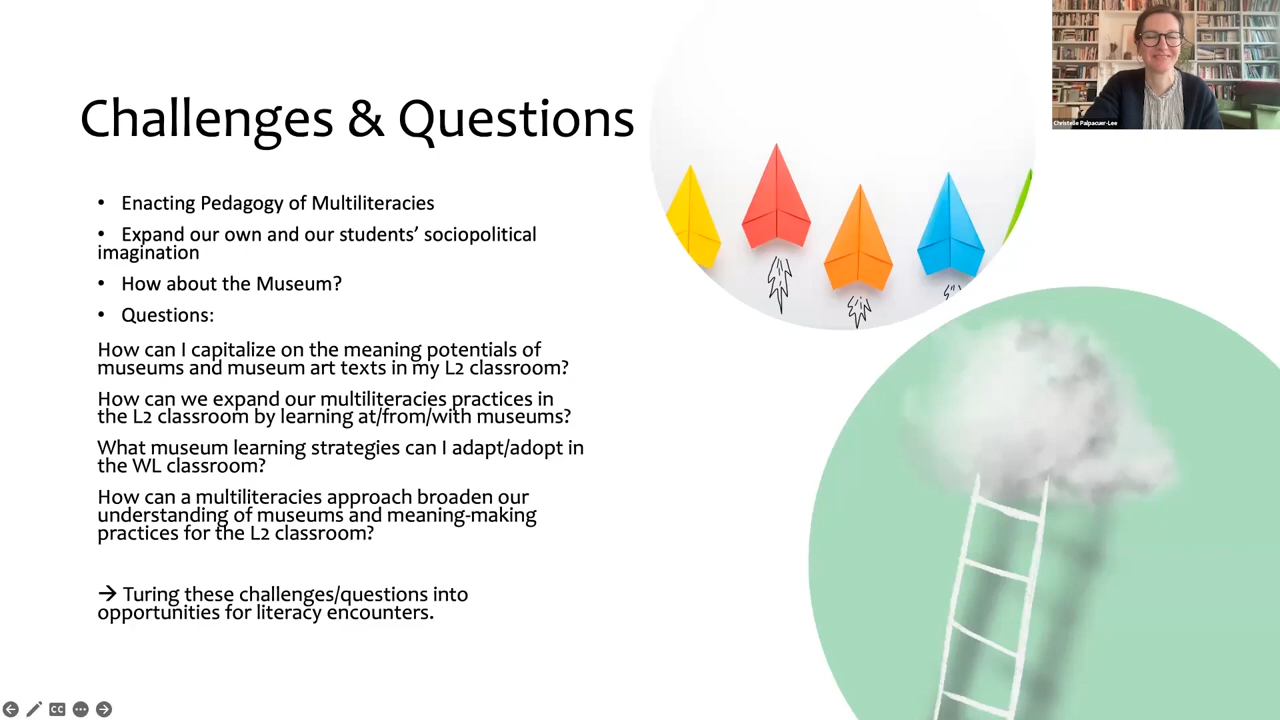 Challenges & Questions
• Enacting Pedagogy of Multiliteracies
• Expand our own and our students’ sociopolitical
imagination
• How about the Museum?
• Questions:
How can I capitalize on the meaning potentials of
museums and museum art texts in my L2 classroom?
How can we expand our multiliteracies practices in
the L2 classroom by learning at/from/with museums?
What museum learning strategies can I adapt/adopt in
the WL classroom?
How can a multiliteracies approach broaden our
understanding of museums and meaning-making
practices for the L2 classroom?
→ Turing these challenges/questions into
opportunities for literacy encounters.
Christelle Palpacuer-Lee
CC